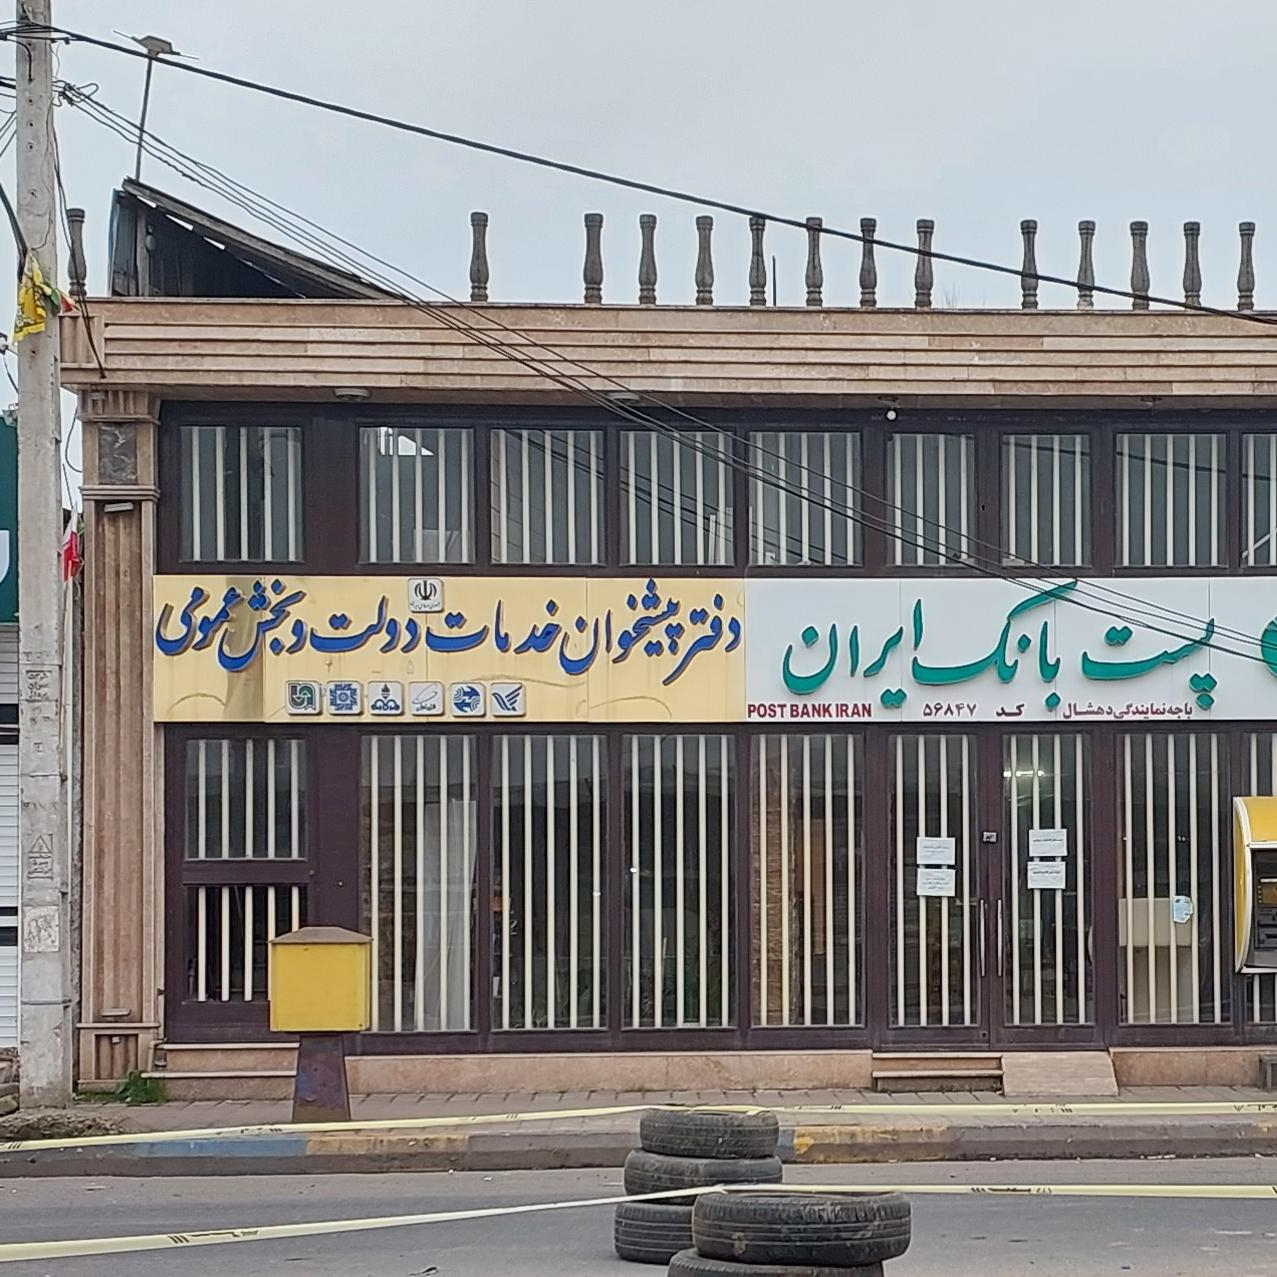 دفتر پیشخوان خدمات دولت و بخش عمومی
پست بانک ایران
باجه نمایندگی دهشال کد ۵۶۸۴۷
POST BANK IRAN